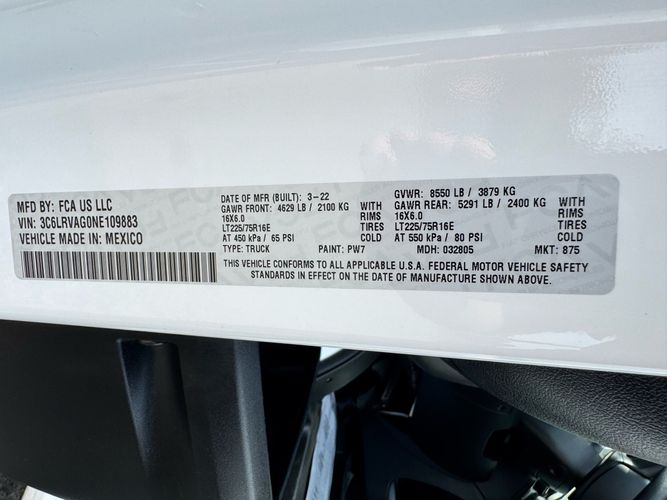 MFD BY: FCA US LLC
VIN: 3C6LRVAG0NE109883
VEHICLE MADE IN: MEXICO
DATE OF MFR (BUILT): 3-22
GAWR FRONT: 4629 LB / 2100 KG WITH
16X6.0 RIMS
LT225/75R16E TIRES
AT 450 kPa / 65 PSI COLD
TYPE: TRUCK PAINT: PW7
GVWR: 8550 LB / 3879 KG
GAWR REAR: 5291 LB / 2400 KG WITH
16X6.0 RIMS
LT225/75R16E TIRES
AT 550 kPa / 80 PSI COLD
MDH: 032805 MKT: 875
THIS VEHICLE CONFORMS TO ALL APPLICABLE U.S.A. FEDERAL MOTOR VEHICLE SAFETY
STANDARDS IN EFFECT ON THE DATE OF MANUFACTURE SHOWN ABOVE.